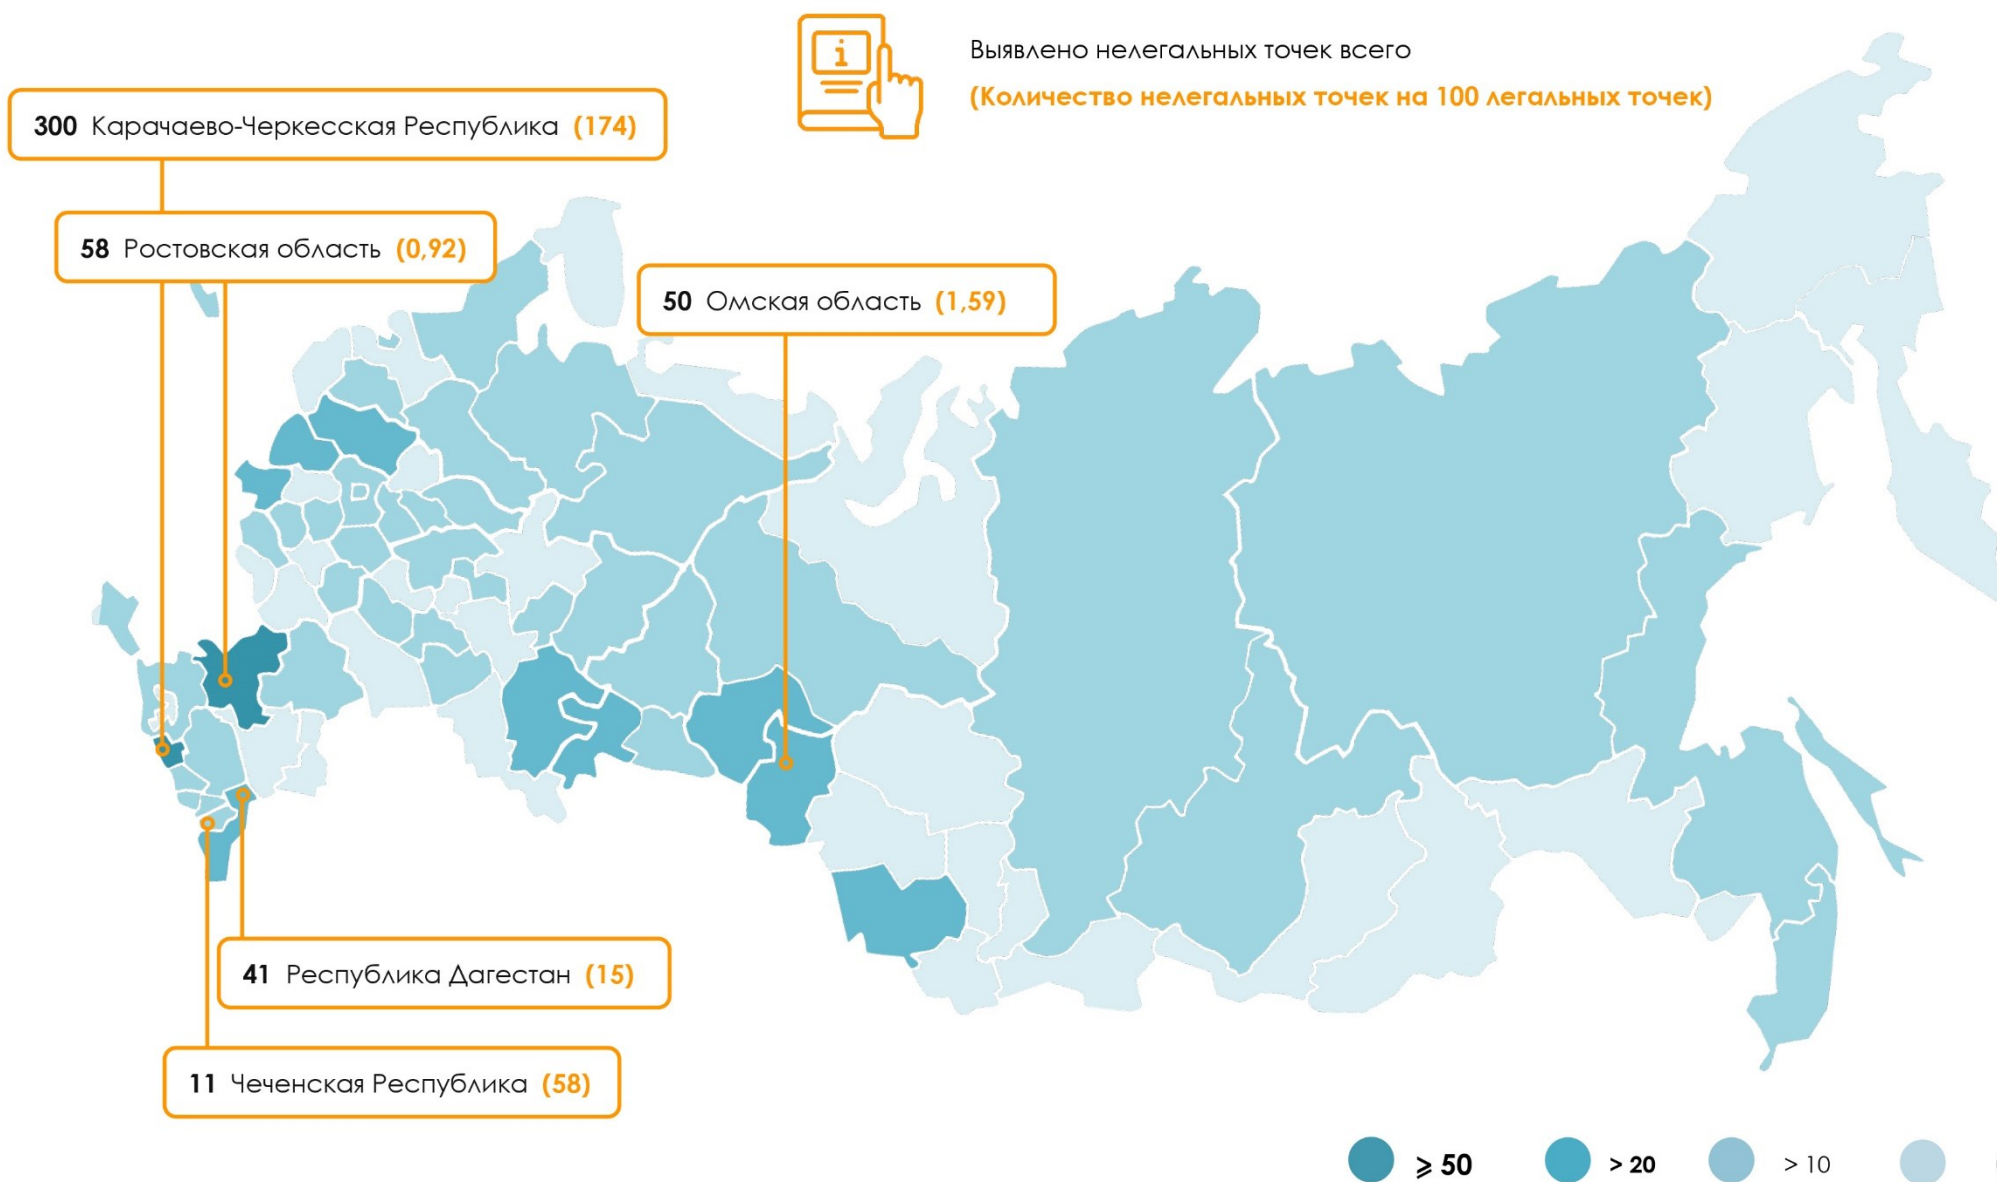 i
Выявлено нелегальных точек всего
(Количество нелегальных точек на 100 легальных точек)
300 Карачаево-Черкесская Республика (174)
58 Ростовская область (0,92)
50 Омская область (1,59)
41 Республика Дагестан (15)
11 Чеченская Республика (58)
⩾ 50
> 20
> 10